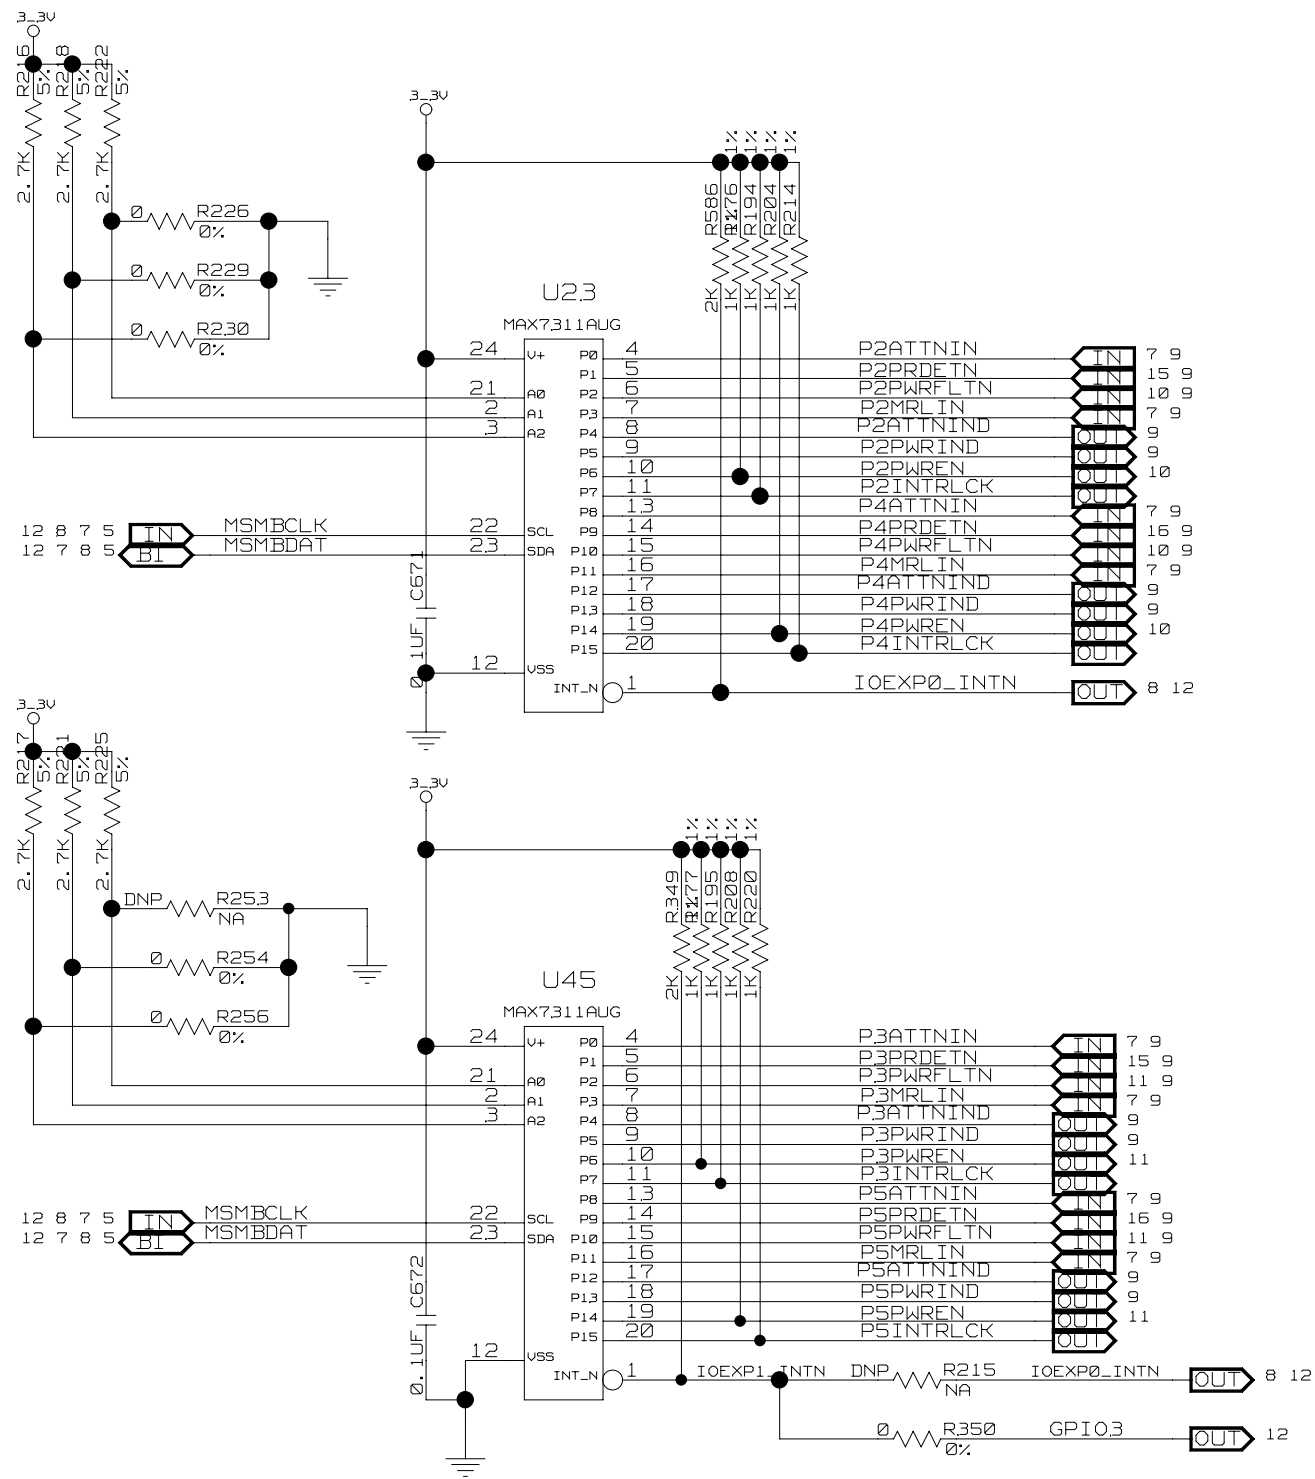 3_3V
R216 5% 2.7K
R218 5% 2.7K
R222 5% 2.7K
0 R226 0%
0 R229 0%
0 R230 0%
3_3V
1% 1% 1% 1%
R586 2K
R176 1K
R194 1K
R204 1K
R214 1K
U23
MAX7311AUG
24 V+ P0 4 P2ATTNIN IN 7 9
P1 5 P2PRDETN IN 15 9
21 A0 P2 6 P2PWRFLTN IN 10 9
2 A1 P3 7 P2MRLIN IN 7 9
3 A2 P4 8 P2ATTNIND OUT 9
P5 9 P2PWRIND OUT 9
P6 10 P2PWREN OUT 10
P7 11 P2INTRLCK OUT
P8 13 P4ATTNIN IN 7 9
12 8 7 5 IN MSMBCLK 22 SCL P9 14 P4PRDETN IN 16 9
12 7 8 5 BI MSMBDAT 23 SDA P10 15 P4PWRFLTN IN 10 9
P11 16 P4MRLIN IN 7 9
P12 17 P4ATTNIND OUT 9
P13 18 P4PWRIND OUT 9
P14 19 P4PWREN OUT 10
P15 20 P4INTRLCK OUT
C671 0.1UF
12 VSS
INT_N 1 IOEXP0_INTN OUT 8 12
3_3V
R217 5% 2.7K
R221 5% 2.7K
R225 5% 2.7K
DNP R253 NA
0 R254 0%
0 R256 0%
3_3V
1% 1% 1% 1%
R349 2K
R177 1K
R195 1K
R208 1K
R220 1K
U45
MAX7311AUG
24 V+ P0 4 P3ATTNIN IN 7 9
P1 5 P3PRDETN IN 15 9
21 A0 P2 6 P3PWRFLTN IN 11 9
2 A1 P3 7 P3MRLIN IN 7 9
3 A2 P4 8 P3ATTNIND OUT 9
P5 9 P3PWRIND OUT 9
P6 10 P3PWREN OUT 11
P7 11 P3INTRLCK OUT
P8 13 P5ATTNIN IN 7 9
12 8 7 5 IN MSMBCLK 22 SCL P9 14 P5PRDETN IN 16 9
12 7 8 5 BI MSMBDAT 23 SDA P10 15 P5PWRFLTN IN 11 9
P11 16 P5MRLIN IN 7 9
P12 17 P5ATTNIND OUT 9
P13 18 P5PWRIND OUT 9
P14 19 P5PWREN OUT 11
P15 20 P5INTRLCK OUT
C672 0.1UF
12 VSS
INT_N 1 IOEXP1_INTN DNP R215 NA IOEXP0_INTN OUT 8 12
0 R350 0% GPIO3 OUT 12